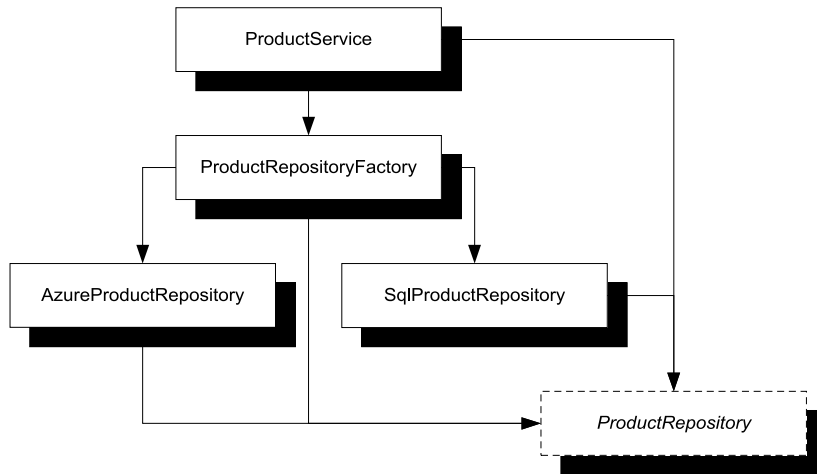 ProductService
ProductRepositoryFactory
AzureProductRepository
SqlProductRepository
ProductRepository